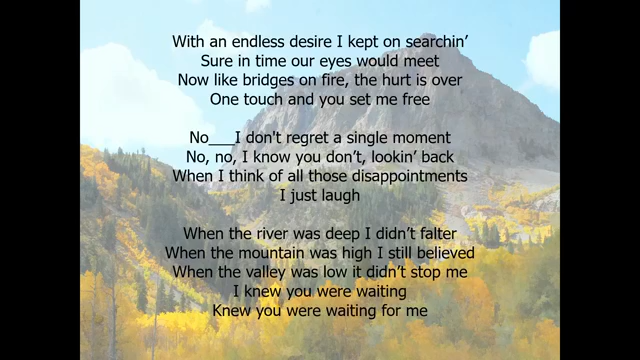 With an endless desire I kept on searchin’
Sure in time our eyes would meet
Now like bridges on fire, the hurt is over
One touch and you set me free
No___I don't regret a single moment
No, no, I know you don’t, lookin’ back
When I think of all those disappointments
I just laugh
When the river was deep I didn’t falter
When the mountain was high I still believed
When the valley was low it didn’t stop me
I knew you were waiting
Knew you were waiting for me